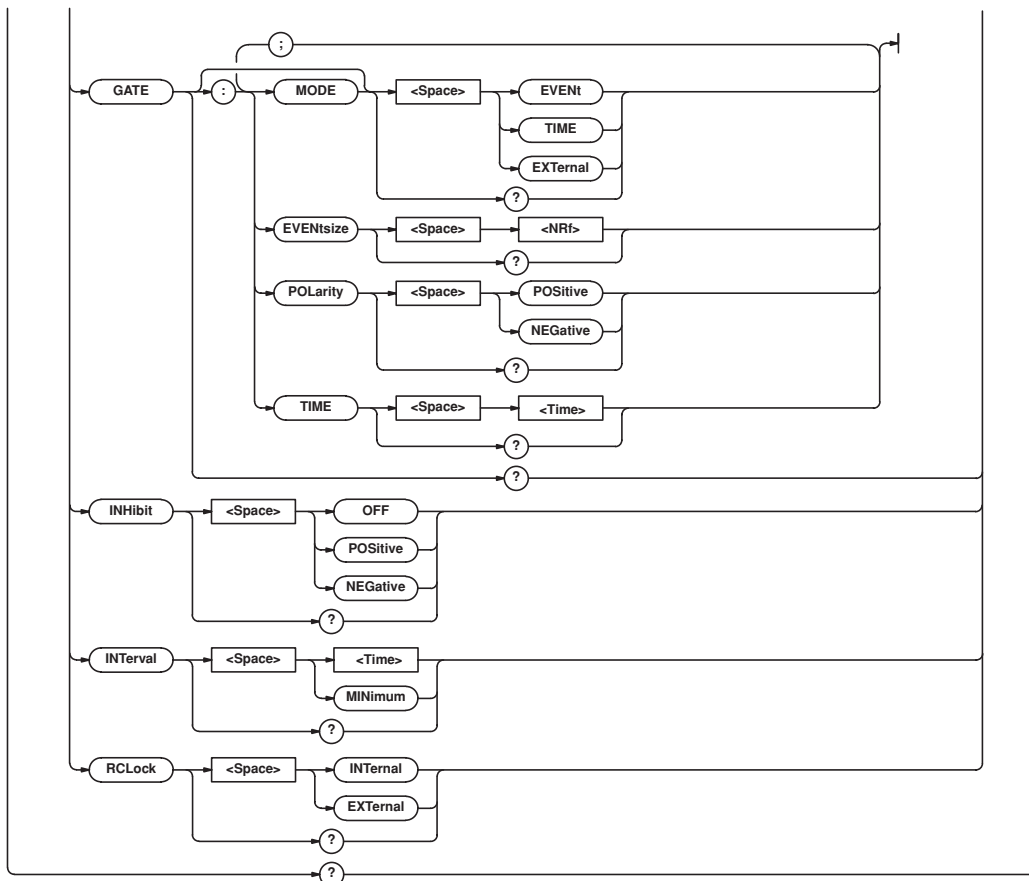 ;
GATE : MODE <Space> EVENt
TIME
EXTernal
?
EVENtsize <Space> <NRf>
?
POLarity <Space> POSitive
NEGative
?
TIME <Space> <Time>
?
?
INHibit <Space> OFF
POSitive
NEGative
?
INTerval <Space> <Time>
MINimum
?
RCLock <Space> INTernal
EXTernal
?
?